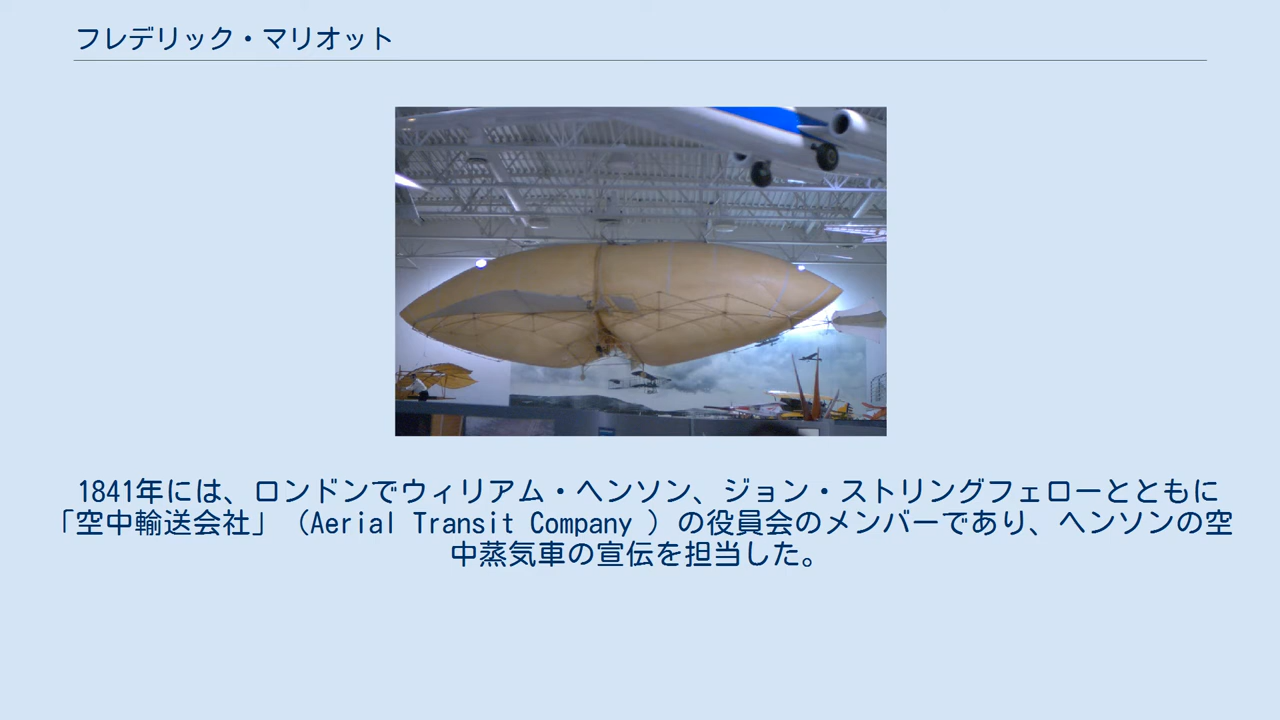 フレデリック・マリオット
1841年には、ロンドンでウィリアム・ヘンソン、ジョン・ストリングフェローとともに
「空中輸送会社」（Aerial Transit Company ）の役員会のメンバーであり、ヘンソンの空
中蒸気車の宣伝を担当した。